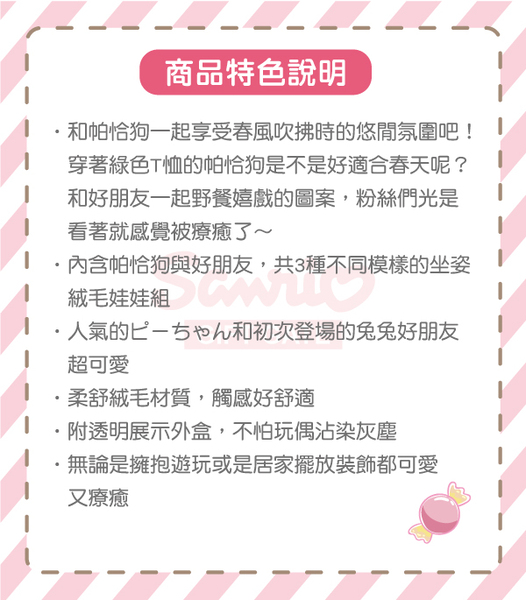 商品特色說明
・和帕恰狗一起享受春風吹拂時的悠閒氛圍吧！
穿著綠色T恤的帕恰狗是不是好適合春天呢？
和好朋友一起野餐嬉戲的圖案，粉絲們光是
看著就感覺被療癒了～
・內含帕恰狗與好朋友，共3種不同模樣的坐姿
絨毛娃娃組
・人氣的ピーちゃん和初次登場的兔兔好朋友
超可愛
・柔舒絨毛材質，觸感好舒適
・附透明展示外盒，不怕玩偶沾染灰塵
・無論是擁抱遊玩或是居家擺放裝飾都可愛
又療癒
Sanrio